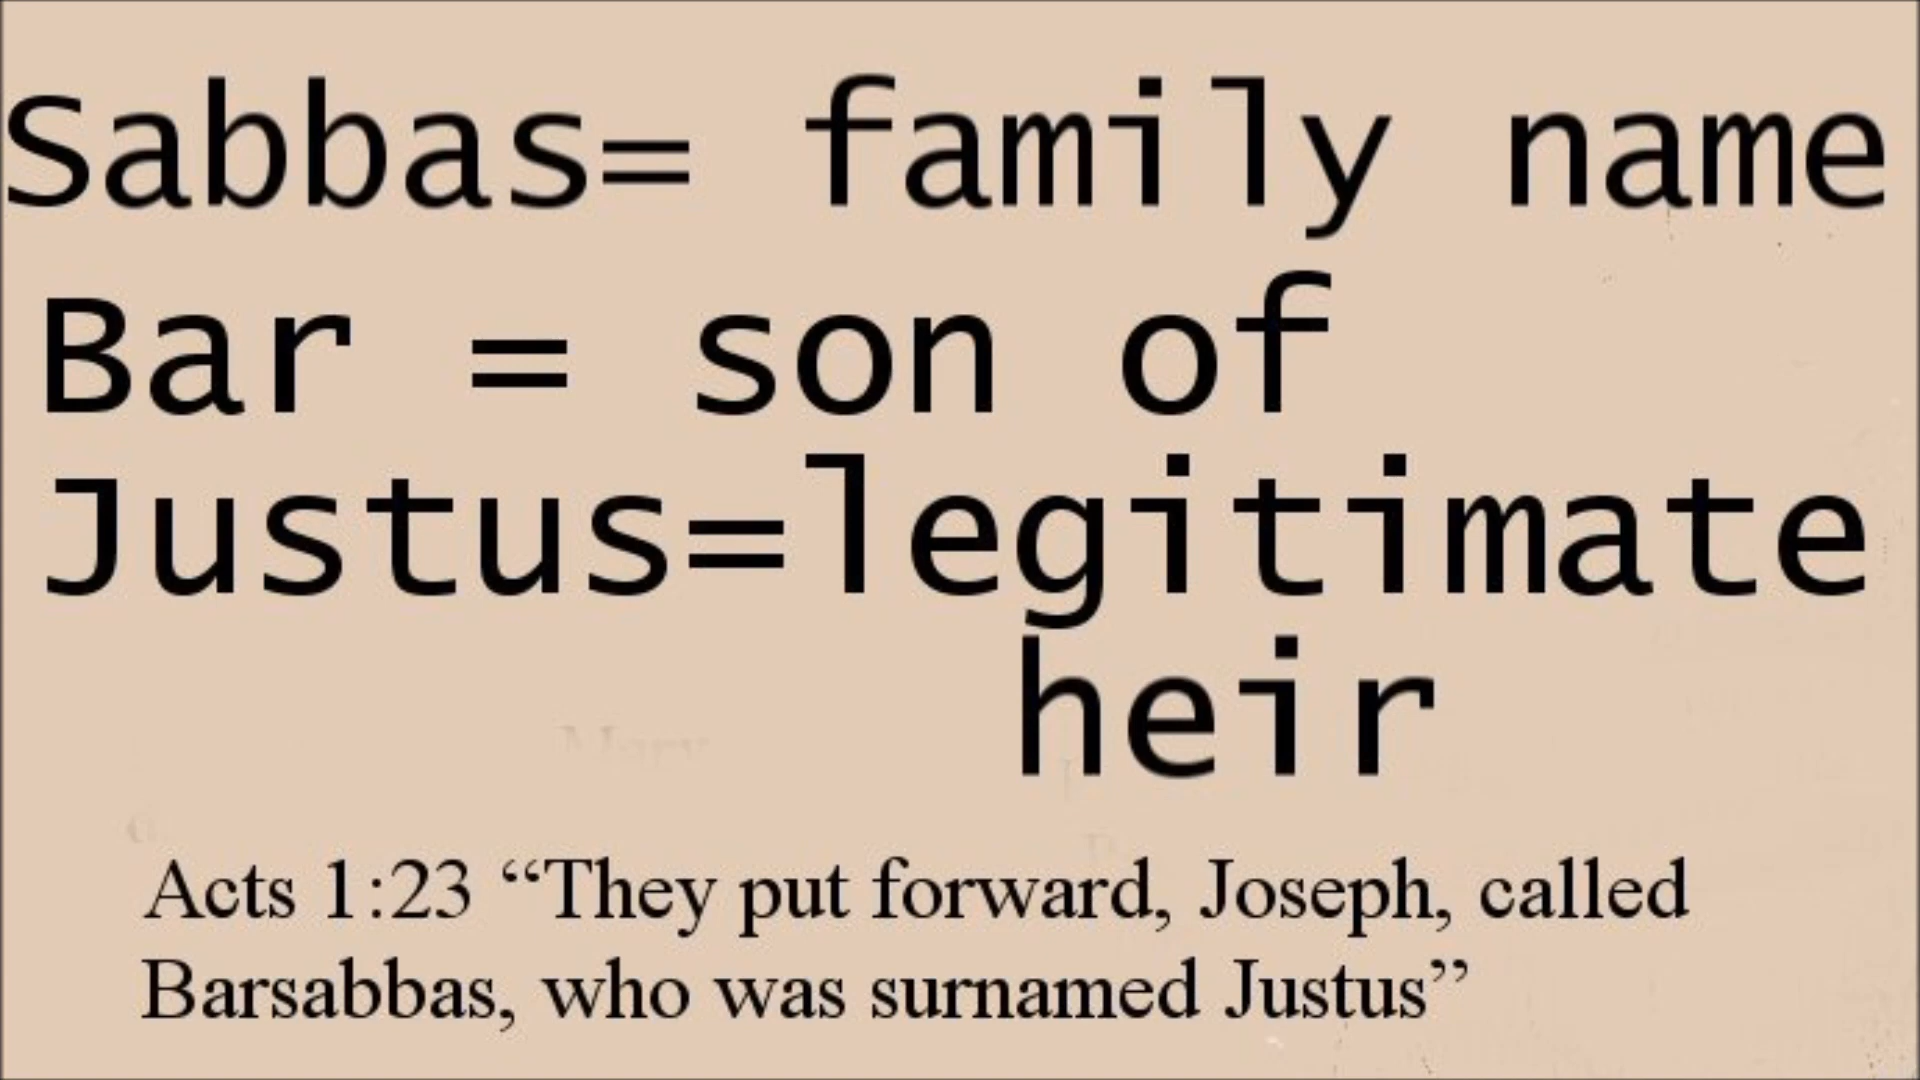 Sabbas= family name
Bar = son of
Justus=legitimate
heir
Acts 1:23 “They put forward, Joseph, called
Barsabbas, who was surnamed Justus”